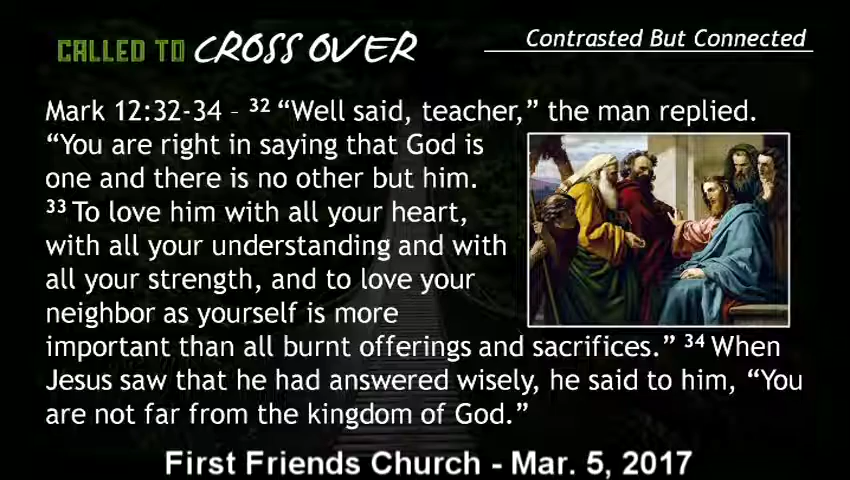 CALLED TO CROSS OVER
Contrasted But Connected
Mark 12:32-34 – ³² “Well said, teacher,” the man replied.
“You are right in saying that God is
one and there is no other but him.
³³ To love him with all your heart,
with all your understanding and with
all your strength, and to love your
neighbor as yourself is more
important than all burnt offerings and sacrifices.” ³⁴ When
Jesus saw that he had answered wisely, he said to him, “You
are not far from the kingdom of God.”
First Friends Church - Mar. 5, 2017